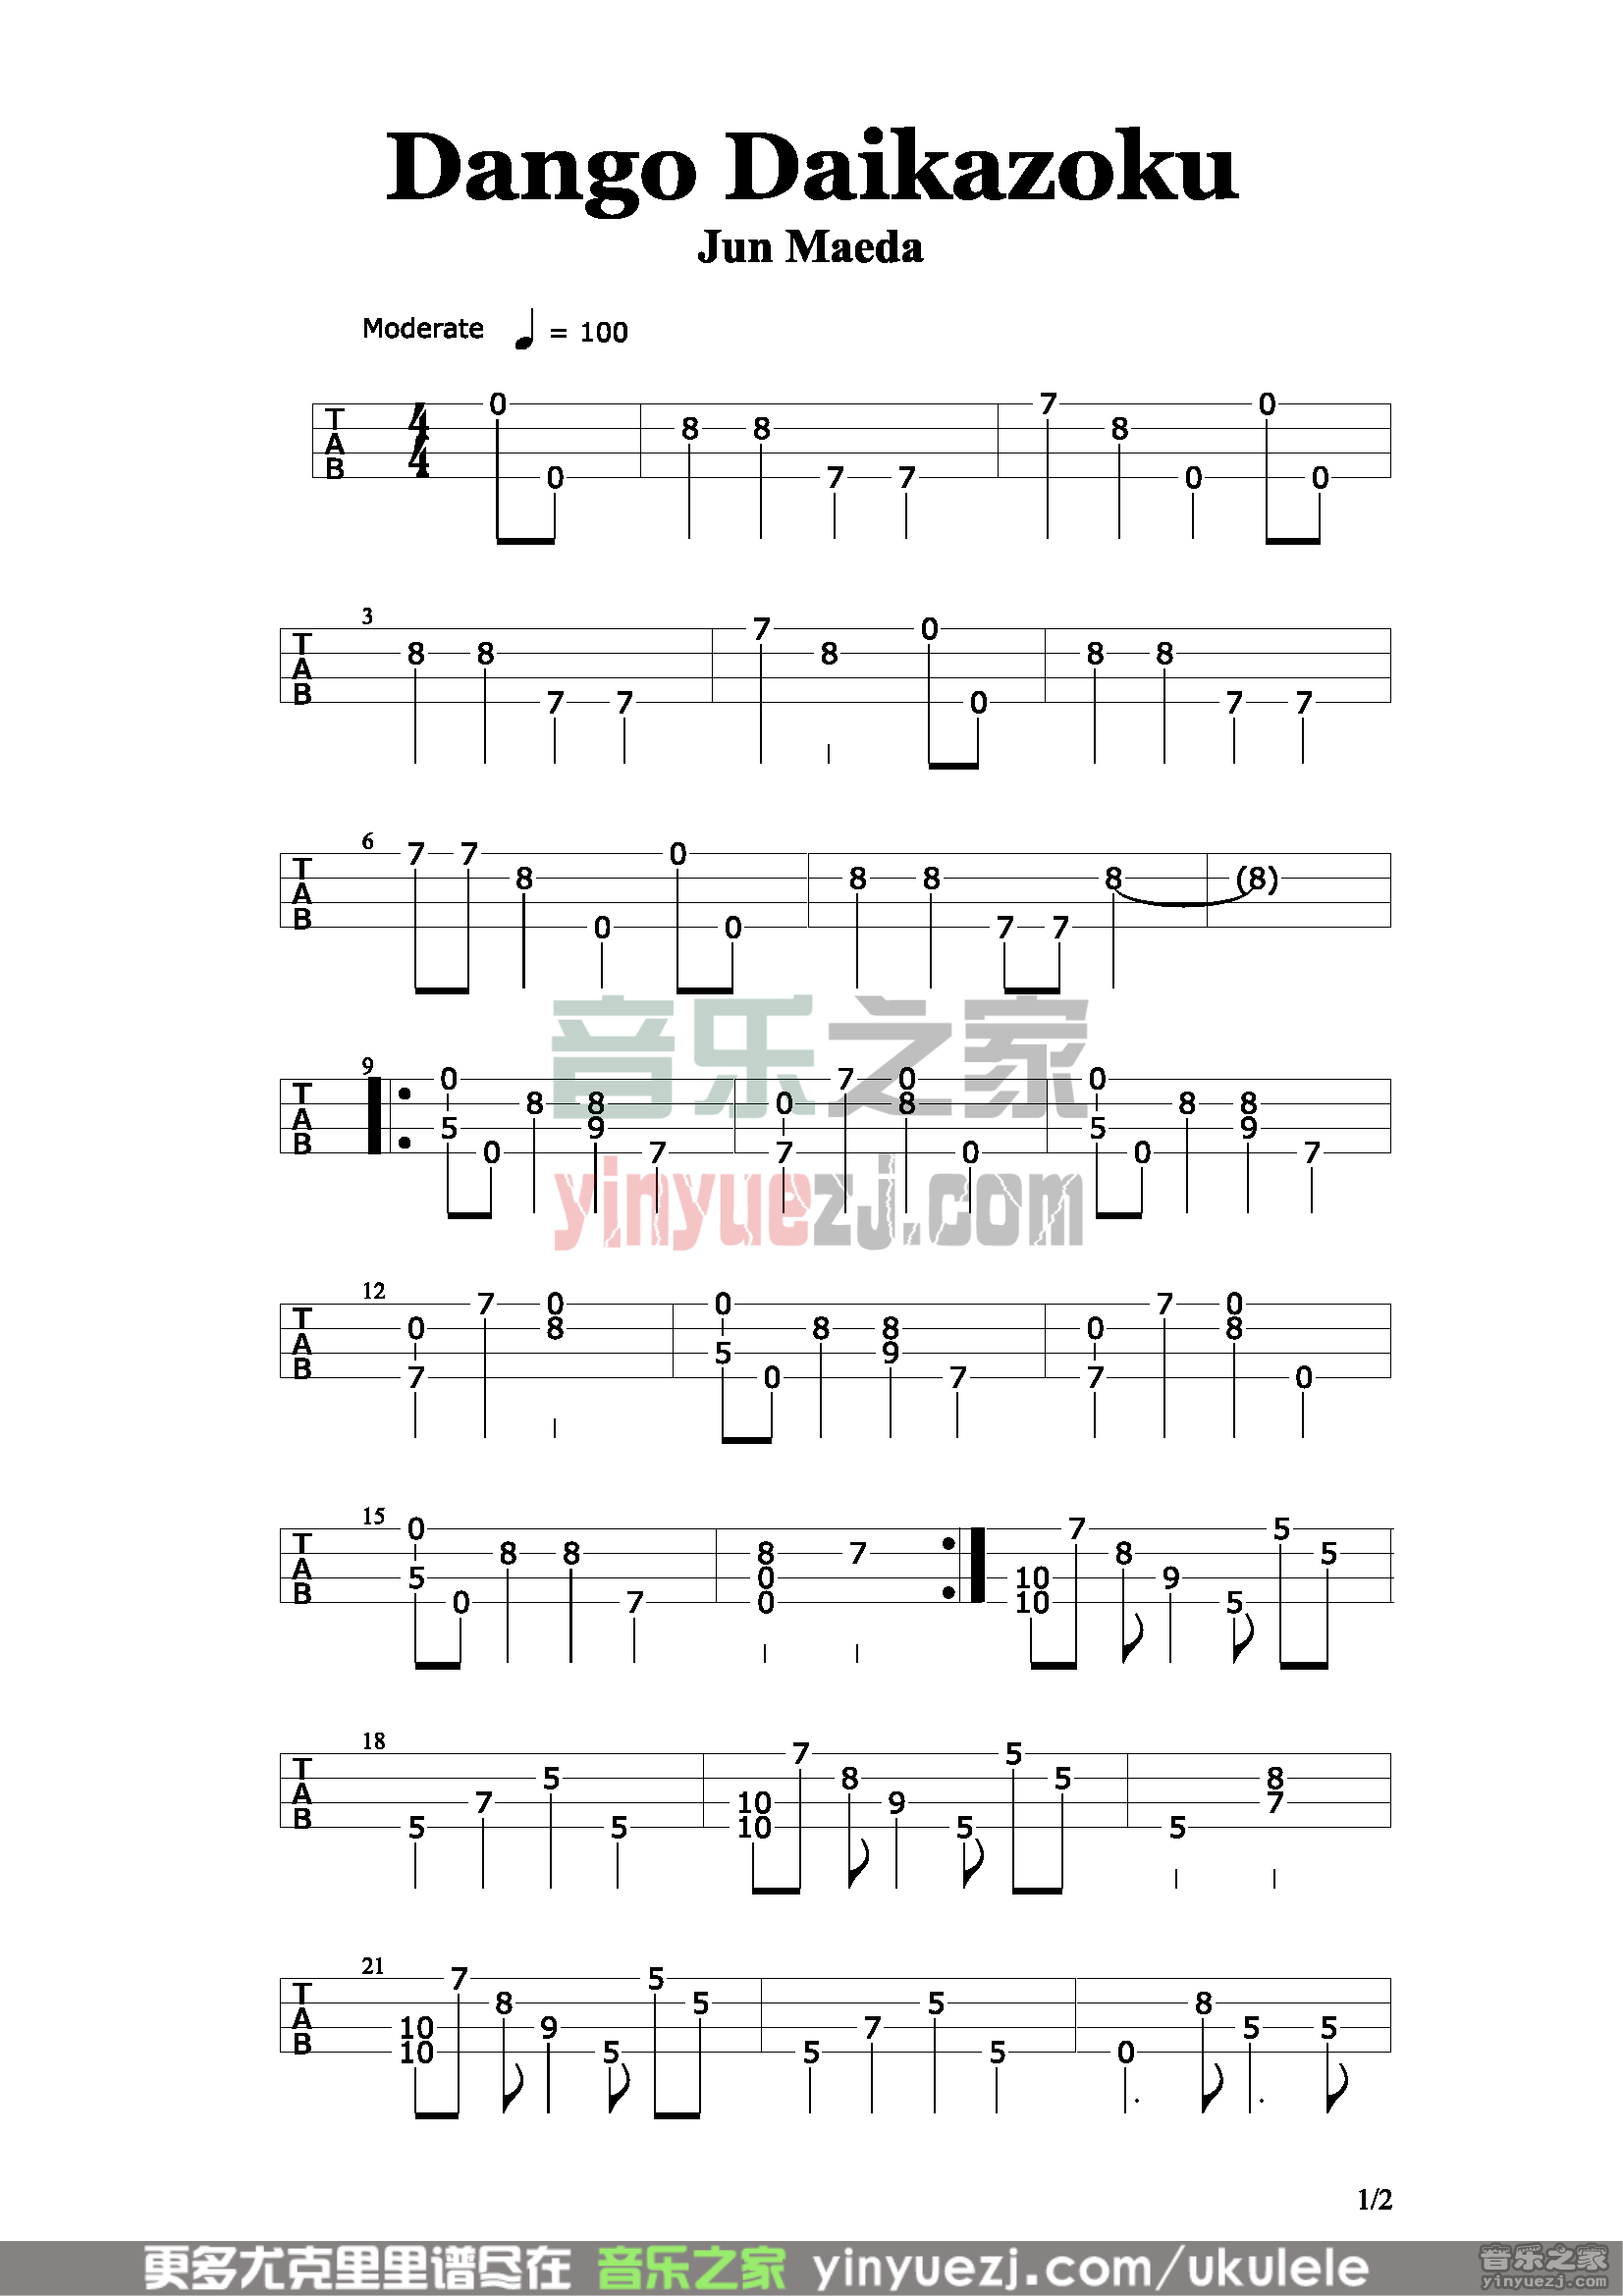 Dango Daikazoku
Jun Maeda
Moderate ♩ = 100
T A B 4/4 0 0 8 8 7 7 7 8 0 0 0
3
T A B 8 8 7 7 7 8 0 0 8 8 7 7
6
T A B 7 7 8 0 0 0 8 8 7 7 8 (8)
9
T A B 0 5 0 8 8 9 7 0 7 7 0 8 0 0 5 0 8 8 9 7
12
T A B 0 7 7 0 8 0 5 0 8 8 9 7 0 7 7 0 8 0
15
T A B 0 5 0 8 8 7 8 0 0 7 10 10 7 8 9 5 5 5
18
T A B 5 7 5 5 10 10 7 8 9 5 5 5 5 8 7
21
T A B 10 10 7 8 9 5 5 5 5 7 5 5 0 8 5 5
音乐之家
yinyuezj.com
1/2
更多尤克里里谱尽在 音乐之家 yinyuezj.com/ukulele
音乐之家
yinyuezj.com